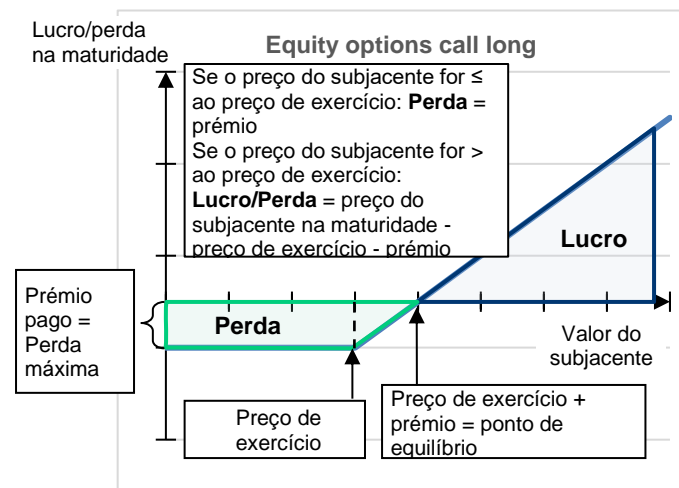 Lucro/perda
na maturidade
Equity options call long
Se o preço do subjacente for ≤
ao preço de exercício: Perda =
prémio
Se o preço do subjacente for >
ao preço de exercício:
Lucro/Perda = preço do
subjacente na maturidade -
preço de exercício - prémio
Lucro
Prémio
pago =
Perda
máxima
Perda
Valor do
subjacente
Preço de
exercício
Preço de exercício +
prémio = ponto de
equilíbrio